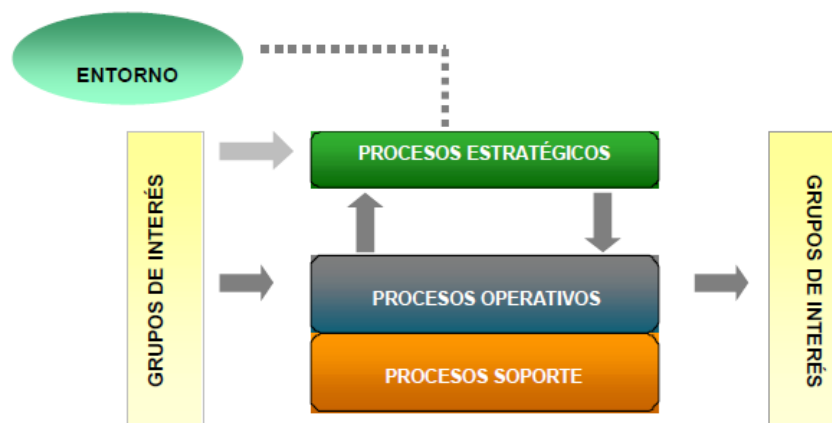 ENTORNO
PROCESOS ESTRATÉGICOS
GRUPOS DE INTERÉS
PROCESOS OPERATIVOS
PROCESOS SOPORTE
GRUPOS DE INTERÉS